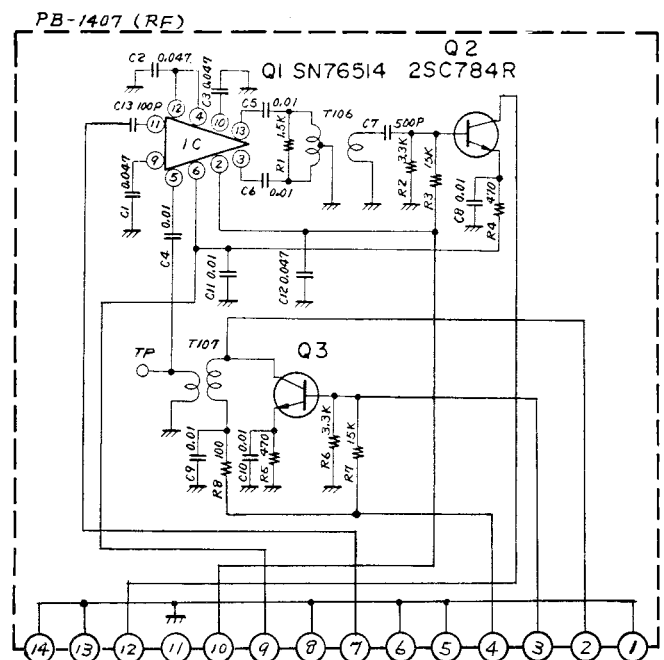 PB-1407 (RF)
Q2
Q1 SN76514 2SC784R
C2 0.047
C3 0.047
C13 100P
12
4
10
11
13
IC
9
3
5
6
2
C5 0.01
R1 1.5K
T106
C6 0.01
C7 500P
R2 3.3K
R3 15K
C8 0.01
R4 470
C1 0.047
C4 0.01
C11 0.01
C12 0.047
TP
T107
Q3
C9 0.01
R8 100
C10 0.01
R5 470
R6 3.3K
R7 15K
14 13 12 11 10 9 8 7 6 5 4 3 2 1